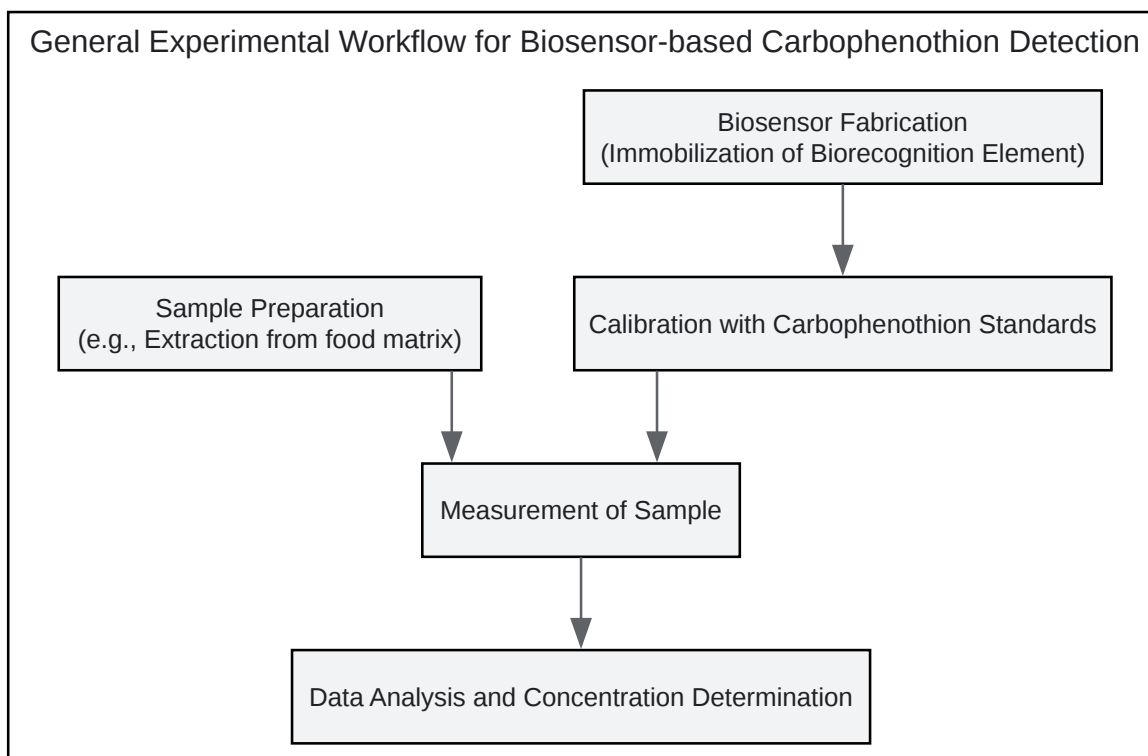 General Experimental Workflow for Biosensor-based Carbophenothion Detection
Biosensor Fabrication
(Immobilization of Biorecognition Element)
Sample Preparation
(e.g., Extraction from food matrix)
Calibration with Carbophenothion Standards
Measurement of Sample
Data Analysis and Concentration Determination